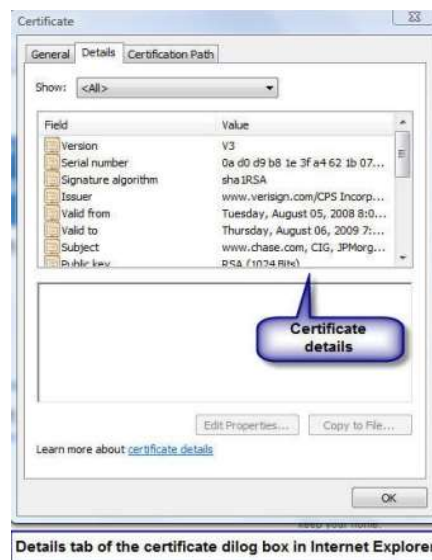 Certificate
General Details Certification Path
Show: <All>
Field Value
Version V3
Serial number 0a d0 d9 b8 1e 3f a4 62 1b 07...
Signature algorithm sha1RSA
Issuer www.verisign.com/CPS Incorp...
Valid from Tuesday, August 05, 2008 8:0...
Valid to Thursday, August 06, 2009 7:...
Subject www.chase.com, CIG, JPMorg...
Public key RSA (1024 Bits)
Certificate
details
Edit Properties... Copy to File...
Learn more about certificate details
OK
keep your home.
Details tab of the certificate dilog box in Internet Explorer